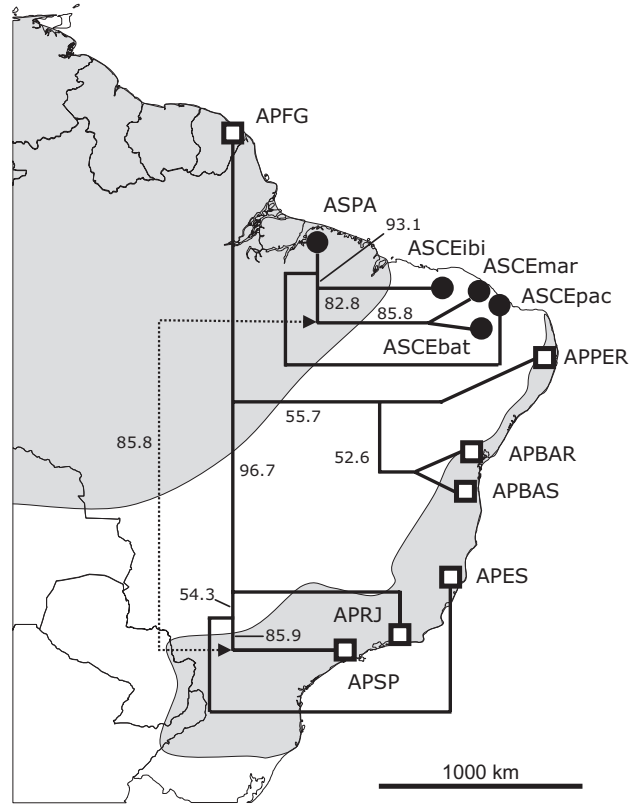 APFG
ASPA
93.1
ASCEibi
ASCEmar
ASCEpac
82.8
85.8
ASCEbat
APPER
55.7
85.8
52.6
APBAR
96.7
APBAS
APES
54.3
APRJ
85.9
APSP
1000 km